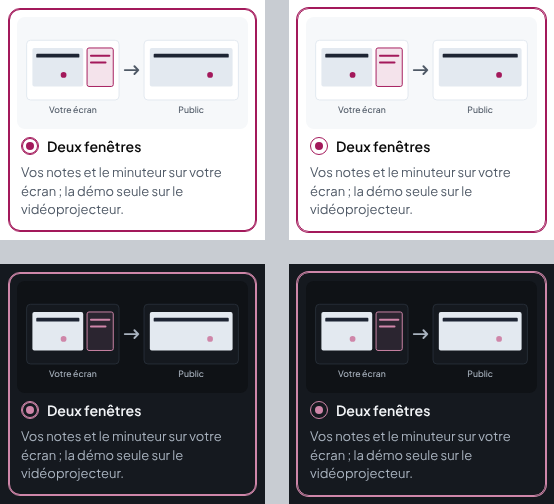 Votre écran
Public
Deux fenêtres
Vos notes et le minuteur sur votre
écran ; la démo seule sur le
vidéoprojecteur.
Votre écran
Public
Deux fenêtres
Vos notes et le minuteur sur votre
écran ; la démo seule sur le
vidéoprojecteur.
Votre écran
Public
Deux fenêtres
Vos notes et le minuteur sur votre
écran ; la démo seule sur le
vidéoprojecteur.
Votre écran
Public
Deux fenêtres
Vos notes et le minuteur sur votre
écran ; la démo seule sur le
vidéoprojecteur.